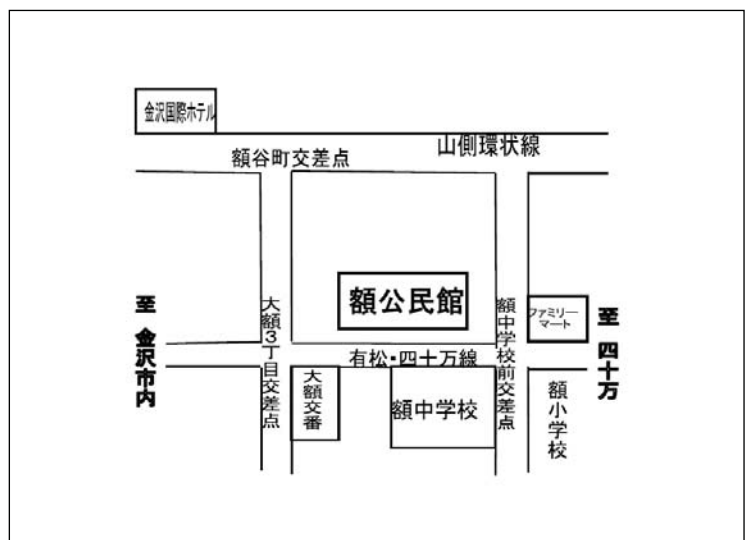 金沢国際ホテル
山側環状線
額谷町交差点
額公民館
至 金沢市内
大額3丁目交差点
額中学校前交差点
ファミリー
マート
至 四十万
有松・四十万線
大額交番
額中学校
額小学校